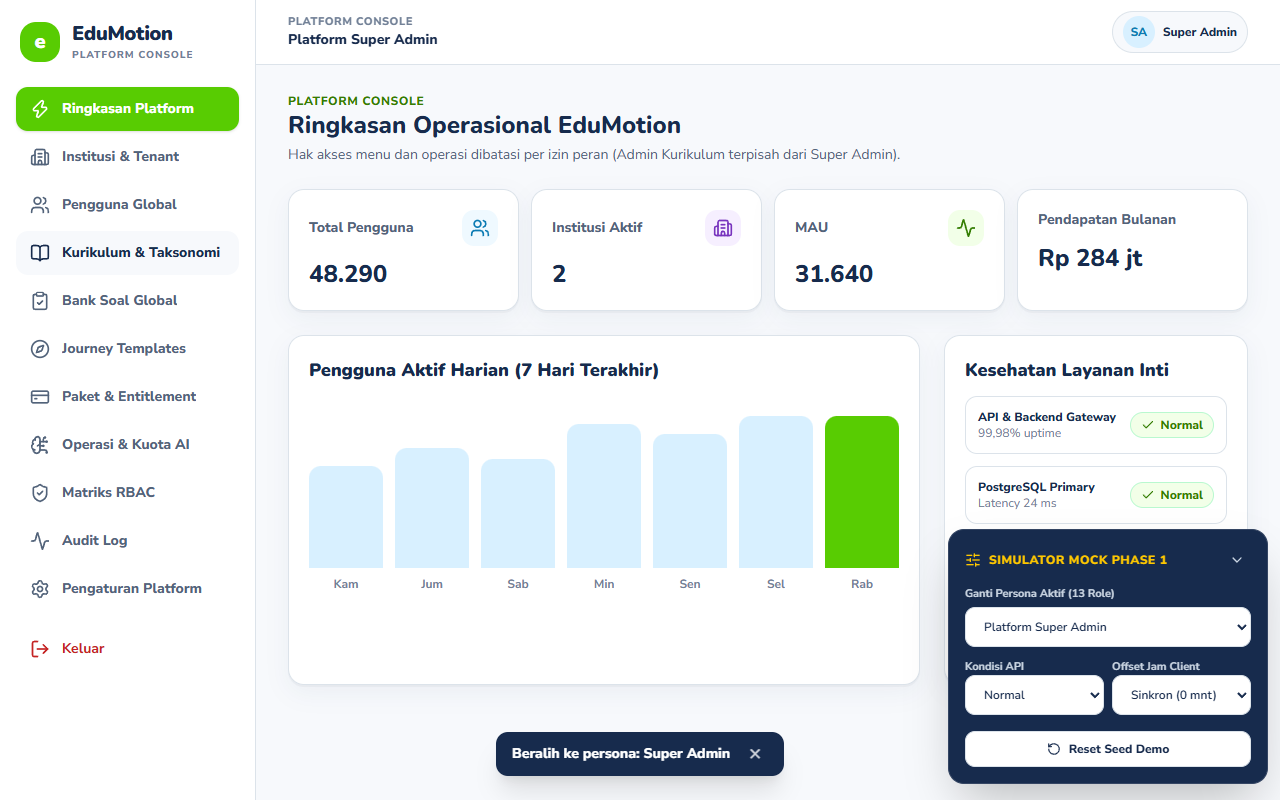 e
EduMotion
PLATFORM CONSOLE
Ringkasan Platform
Institusi & Tenant
Pengguna Global
Kurikulum & Taksonomi
Bank Soal Global
Journey Templates
Paket & Entitlement
Operasi & Kuota AI
Matriks RBAC
Audit Log
Pengaturan Platform
Keluar
PLATFORM CONSOLE
Platform Super Admin
SA Super Admin
PLATFORM CONSOLE
Ringkasan Operasional EduMotion
Hak akses menu dan operasi dibatasi per izin peran (Admin Kurikulum terpisah dari Super Admin).
Total Pengguna
48.290
Institusi Aktif
2
MAU
31.640
Pendapatan Bulanan
Rp 284 jt
Pengguna Aktif Harian (7 Hari Terakhir)
Kam Jum Sab Min Sen Sel Rab
Kesehatan Layanan Inti
API & Backend Gateway
99,98% uptime
Normal
PostgreSQL Primary
Latency 24 ms
Normal
SIMULATOR MOCK PHASE 1
Ganti Persona Aktif (13 Role)
Platform Super Admin
Kondisi API
Normal
Offset Jam Client
Sinkron (0 mnt)
Reset Seed Demo
Beralih ke persona: Super Admin